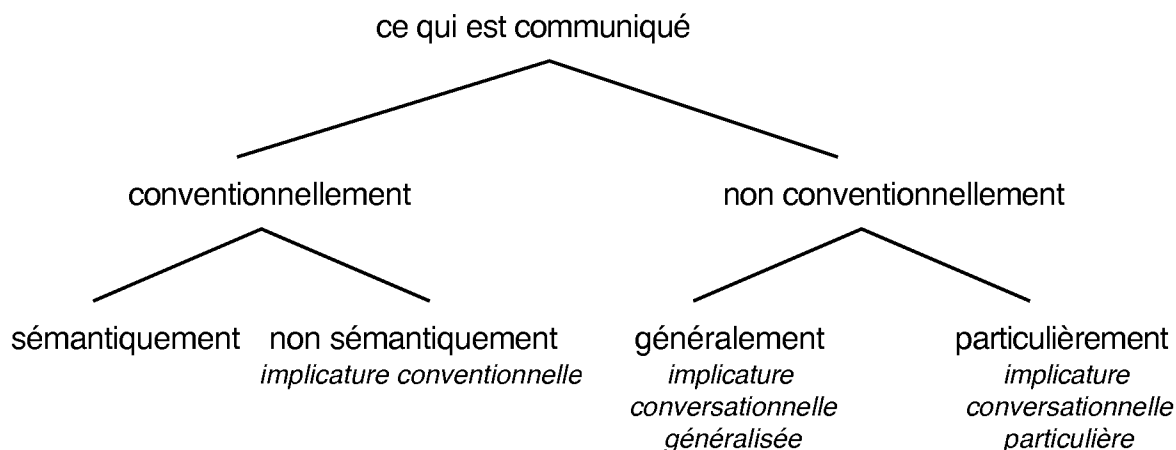 ce qui est communiqué
conventionnellement
non conventionnellement
sémantiquement
non sémantiquement
implicature conventionnelle
généralement
implicature
conversationnelle
généralisée
particulièrement
implicature
conversationnelle
particulière